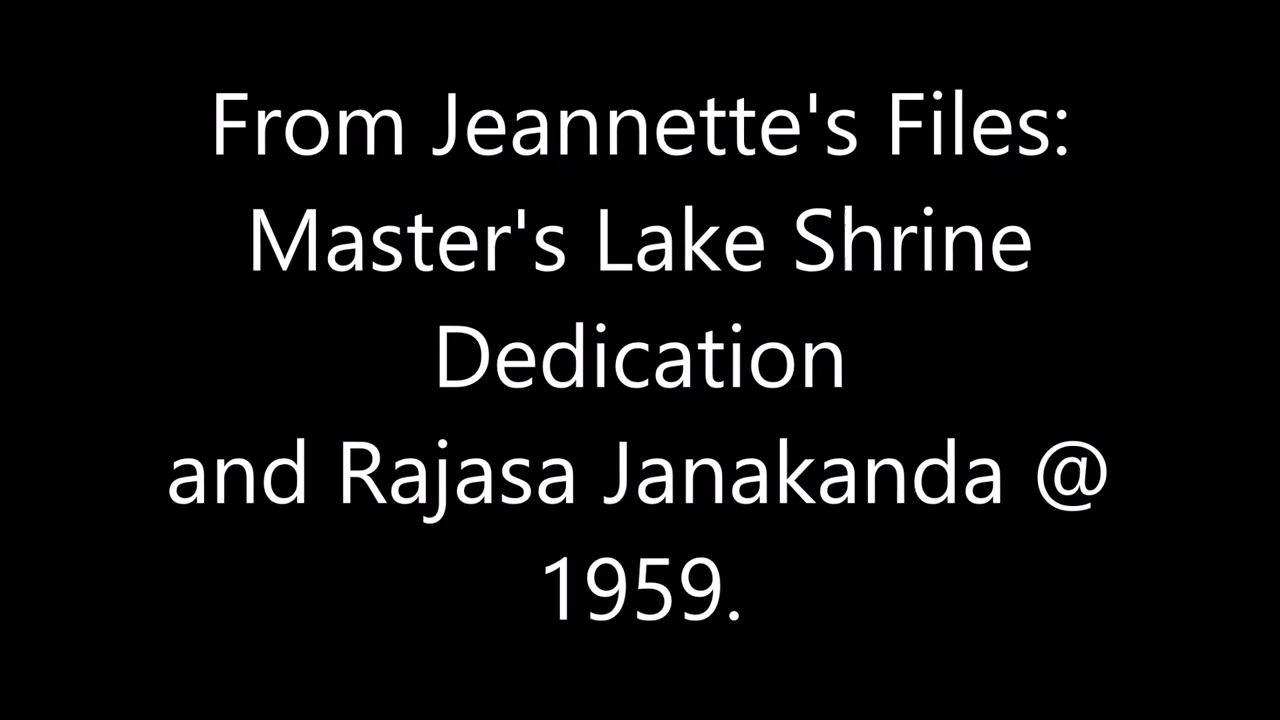 From Jeannette's Files:
Master's Lake Shrine
Dedication
and Rajasa Janakanda @
1959.